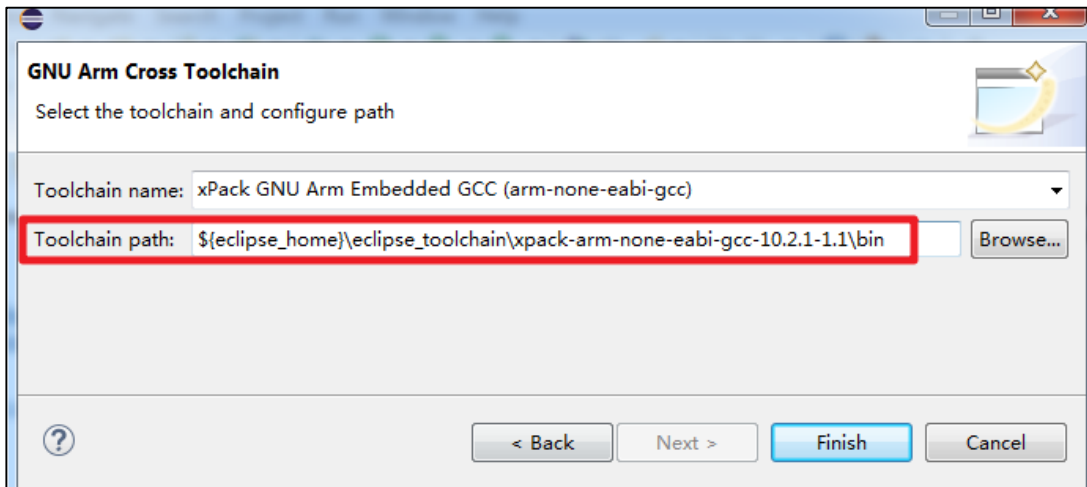 GNU Arm Cross Toolchain
Select the toolchain and configure path
Toolchain name: xPack GNU Arm Embedded GCC (arm-none-eabi-gcc)
Toolchain path: ${eclipse_home}\eclipse_toolchain\xpack-arm-none-eabi-gcc-10.2.1-1.1\bin Browse...
< Back Next > Finish Cancel